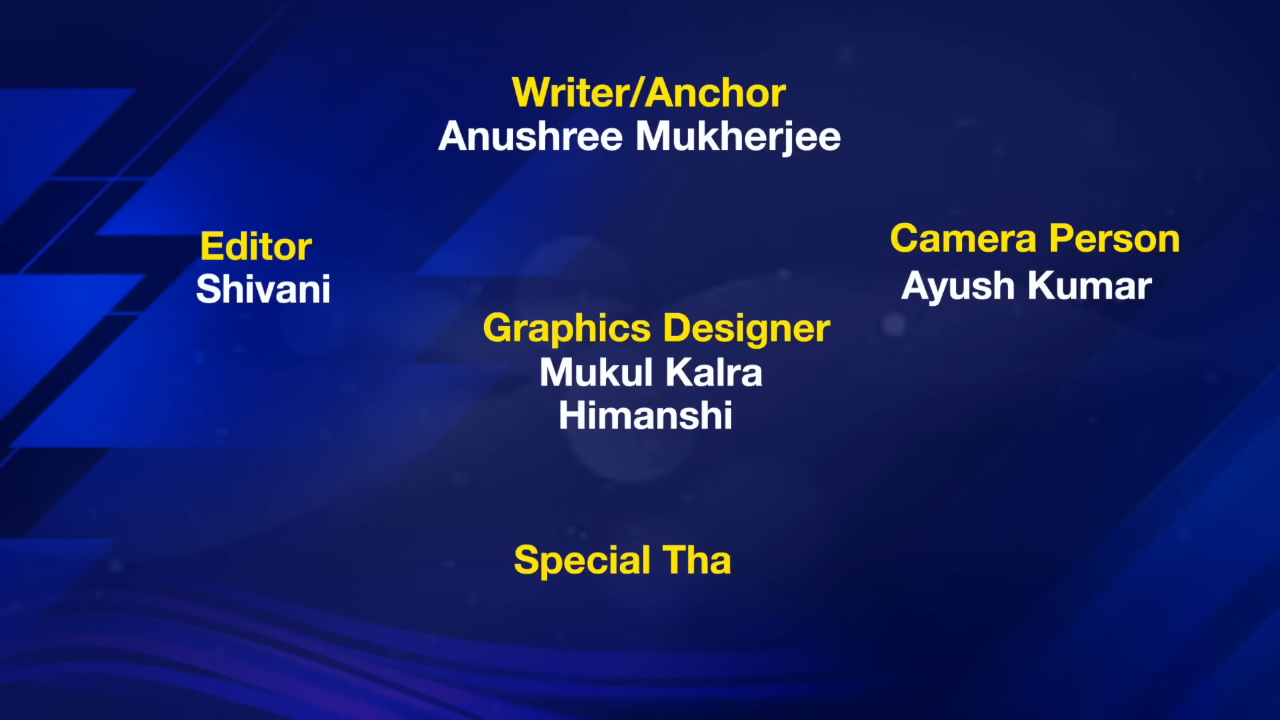 Writer/Anchor
Anushree Mukherjee
Editor
Shivani
Camera Person
Ayush Kumar
Graphics Designer
Mukul Kalra
Himanshi
Special Tha